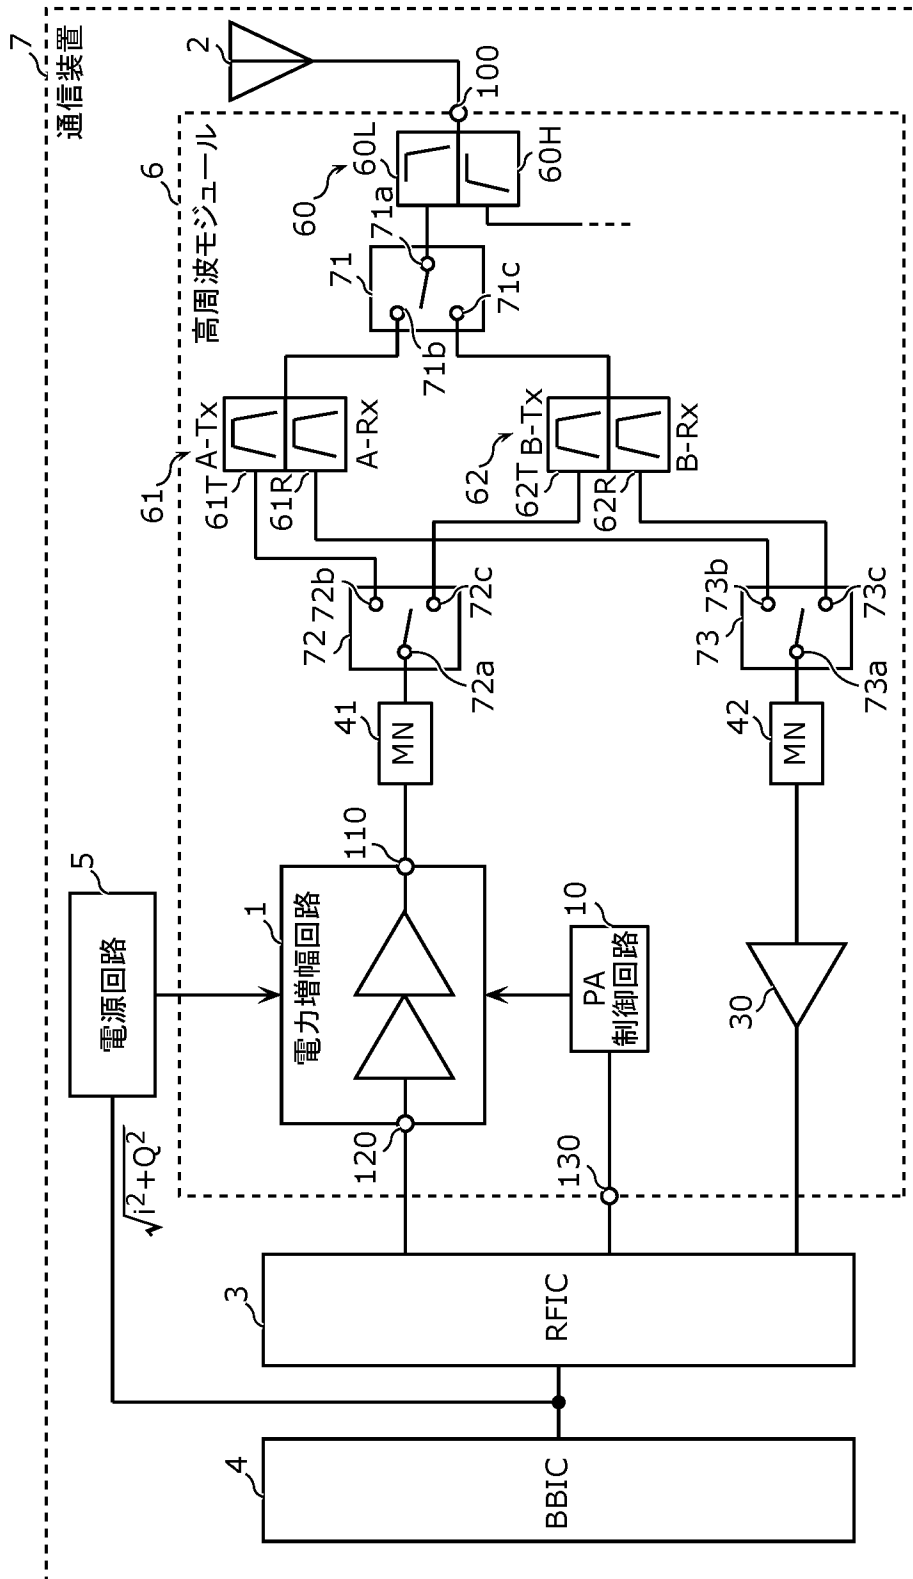 7
通信装置
2
6
高周波モジュール
100
60
60L
60H
71
71a
71b
71c
61
A-Tx
61T
61R
A-Rx
62
B-Tx
62T
62R
B-Rx
72
72b
72c
72a
73
73b
73c
73a
41
MN
42
MN
5
電源回路
1
電力増幅回路
110
120
10
PA
制御回路
130
30
√i²+Q²
3
RFIC
4
BBIC